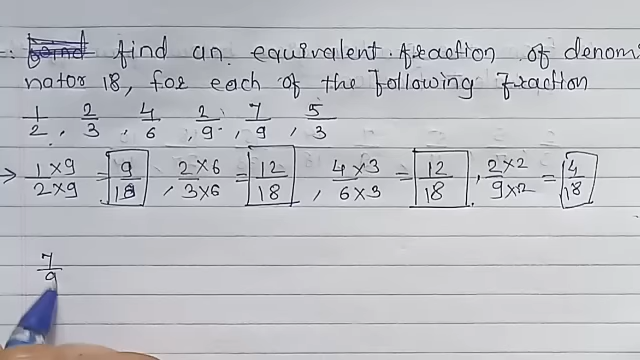 : find an equivalent fraction of denomi
nator 18, for each of the following fraction
1/2, 2/3, 4/6, 2/9, 7/9, 5/3
→ 1×9/2×9 = 9/18, 2×6/3×6 = 12/18, 4×3/6×3 = 12/18, 2×2/9×2 = 4/18
7/9